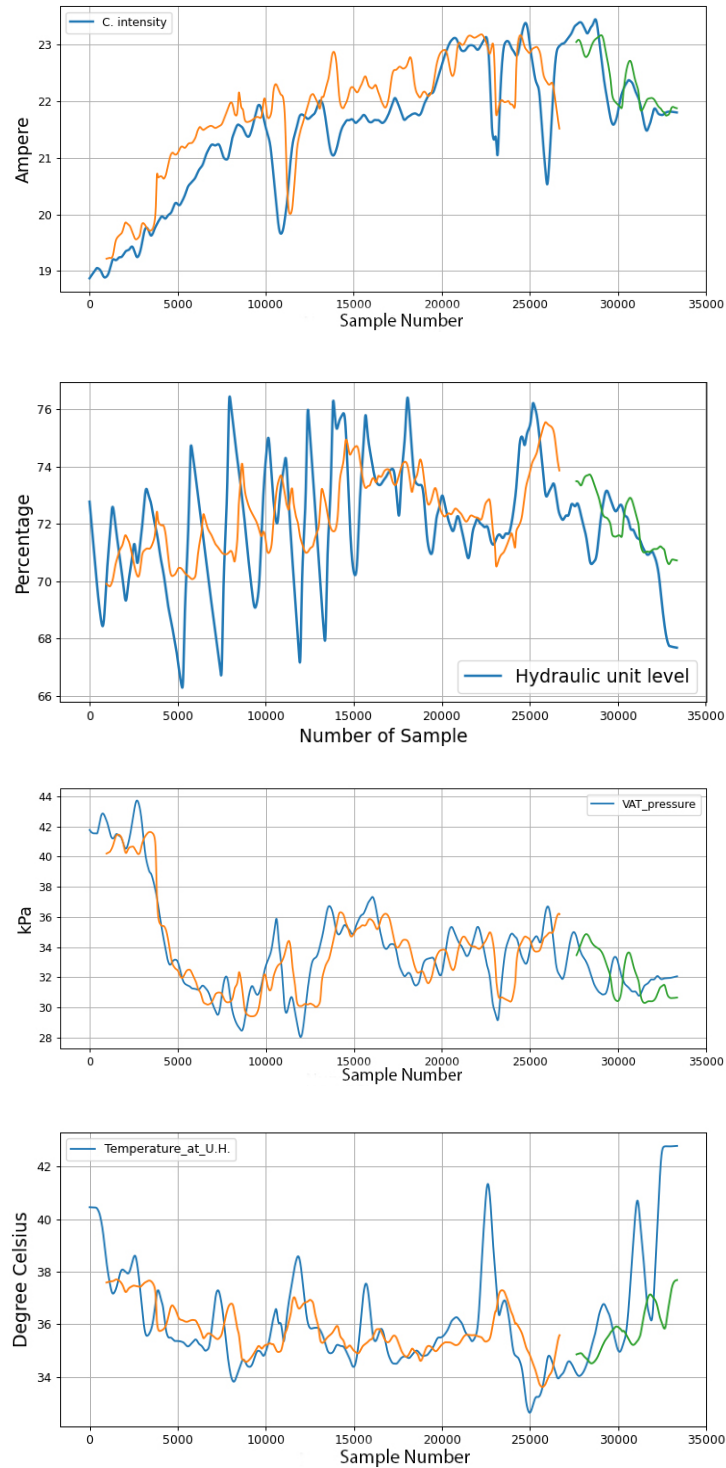 C. intensity
23
22
21
20
19
Ampere
0 5000 10000 15000 20000 25000 30000 35000
Sample Number
76
74
72
70
68
66
Percentage
Hydraulic unit level
0 5000 10000 15000 20000 25000 30000 35000
Number of Sample
44
42
40
38
36
34
32
30
28
kPa
VAT_pressure
0 5000 10000 15000 20000 25000 30000 35000
Sample Number
Temperature_at_U.H.
42
40
38
36
34
Degree Celsius
0 5000 10000 15000 20000 25000 30000 35000
Sample Number